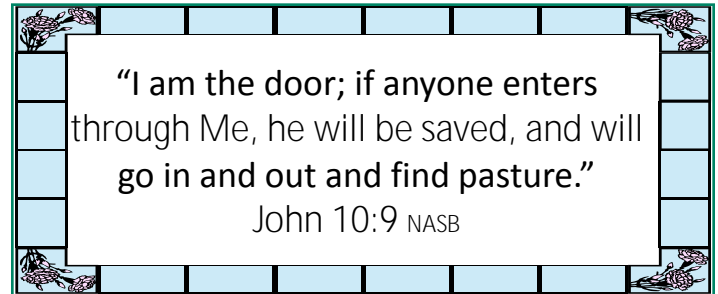 “I am the door; if anyone enters
through Me, he will be saved, and will
go in and out and find pasture.”
John 10:9 NASB